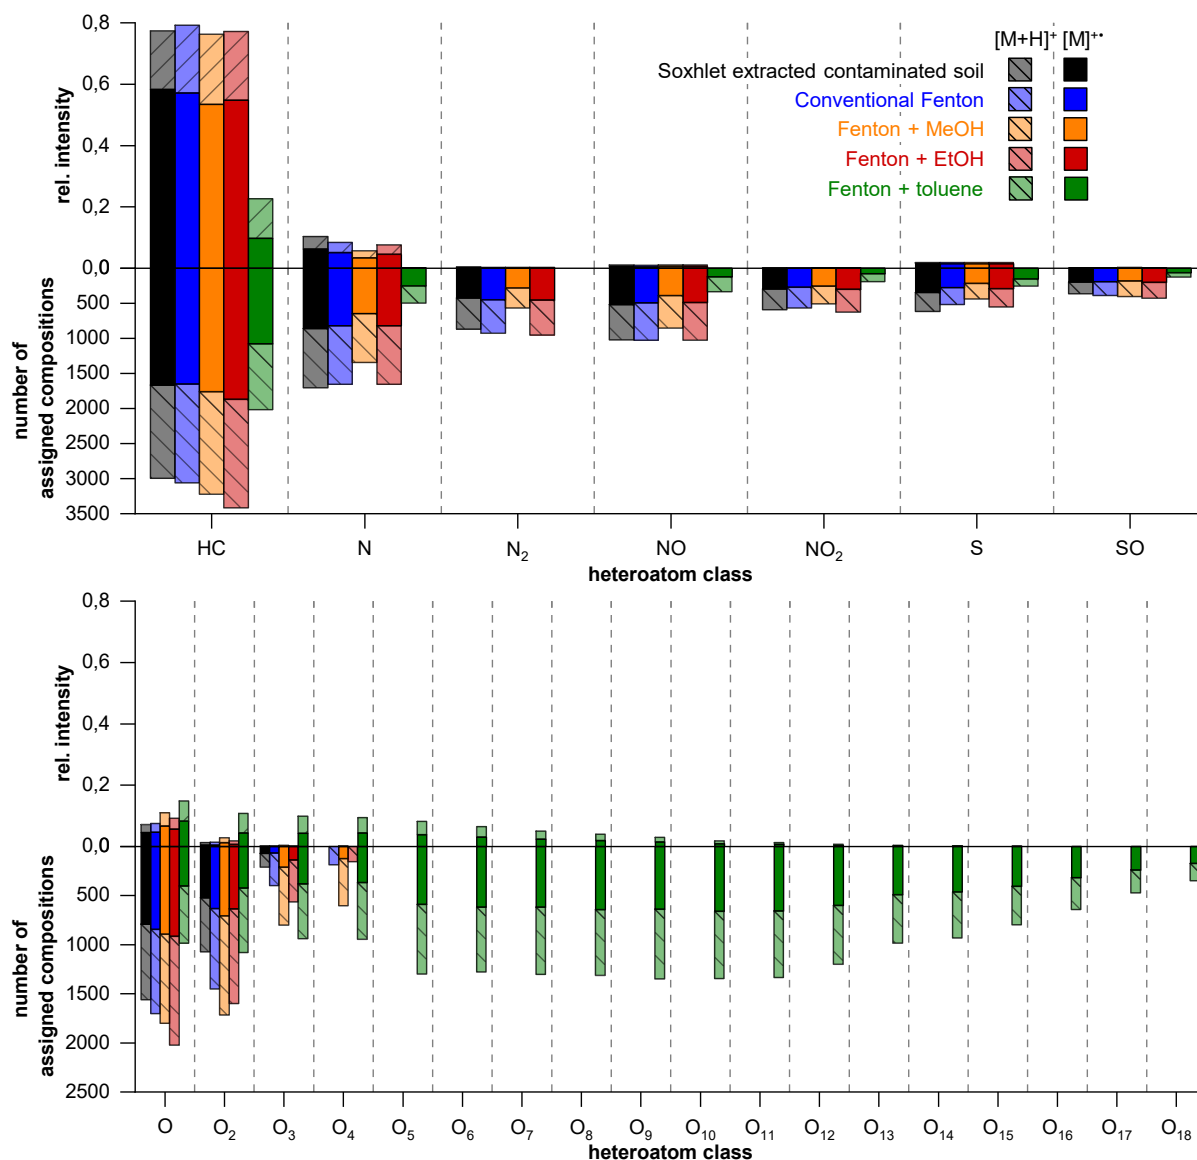 [M+H]⁺ [M]⁺•
Soxhlet extracted contaminated soil
Conventional Fenton
Fenton + MeOH
Fenton + EtOH
Fenton + toluene
rel. intensity
0,8
0,6
0,4
0,2
0,0
number of
assigned compositions
500
1000
1500
2000
2500
3000
3500
HC N N₂ NO NO₂ S SO
heteroatom class
rel. intensity
0,8
0,6
0,4
0,2
0,0
number of
assigned compositions
500
1000
1500
2000
2500
O O₂ O₃ O₄ O₅ O₆ O₇ O₈ O₉ O₁₀ O₁₁ O₁₂ O₁₃ O₁₄ O₁₅ O₁₆ O₁₇ O₁₈
heteroatom class